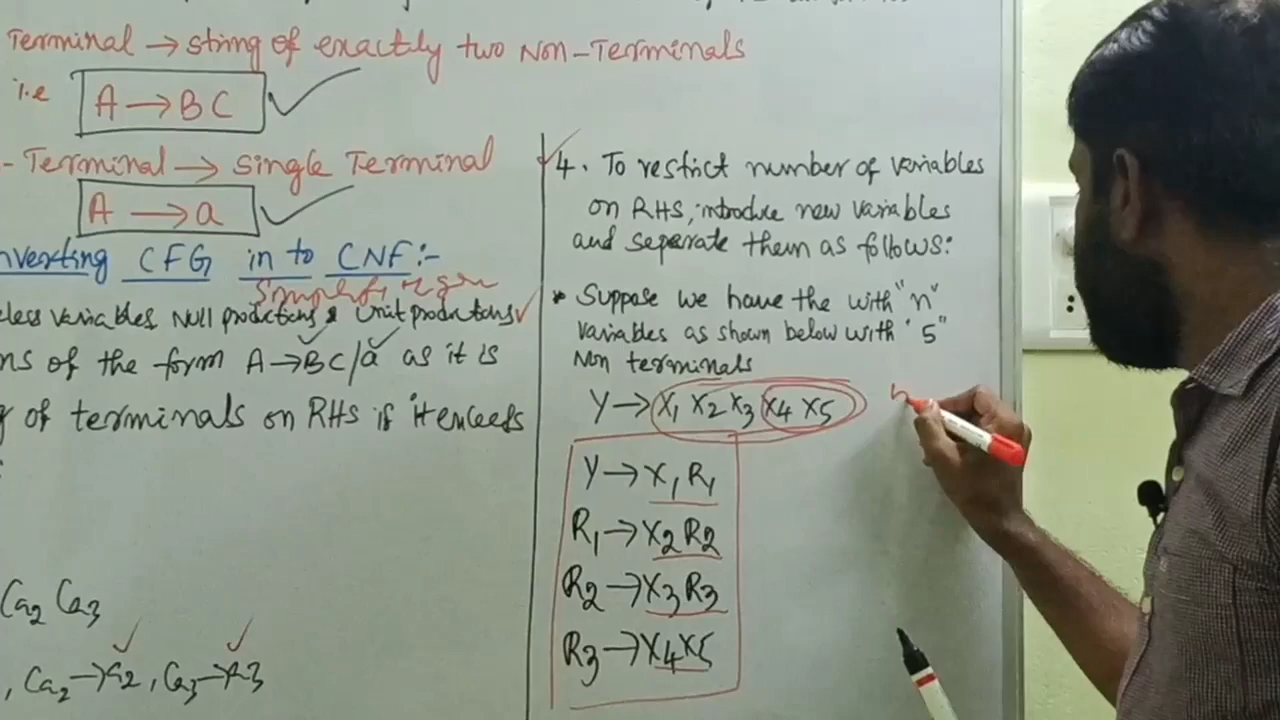 Terminal → string of exactly two Non-Terminals
i.e A → BC
- Terminal → single Terminal
A → a
nverting CFG in to CNF:-
eless variables Null productions & Unit productions
ns of the form A → BC/a as it is
g of terminals on RHS if it exceeds
Ca2 Ca3
, Ca2 → a2, Ca3 → a3
4. To restrict number of variables
on RHS, introduce new variables
and separate them as follows:
* Suppose we have the with "n"
variables as shown below with "5"
Non terminals
Y → X1 X2 X3 X4 X5
Y → X1 R1
R1 → X2 R2
R2 → X3 R3
R3 → X4 X5